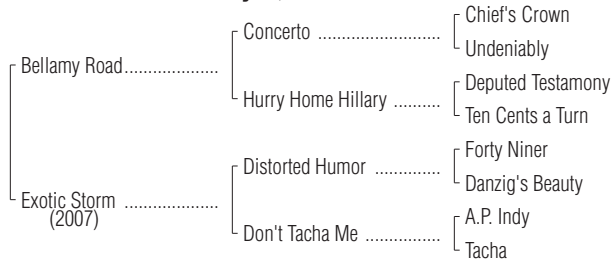 Chief's Crown
Concerto ........................
Undeniably
Bellamy Road...................
Deputed Testamony
Hurry Home Hillary ..........
Ten Cents a Turn
Forty Niner
Distorted Humor ...............
Danzig's Beauty
Exotic Storm ...................
(2007)
A.P. Indy
Don't Tacha Me ................
Tacha